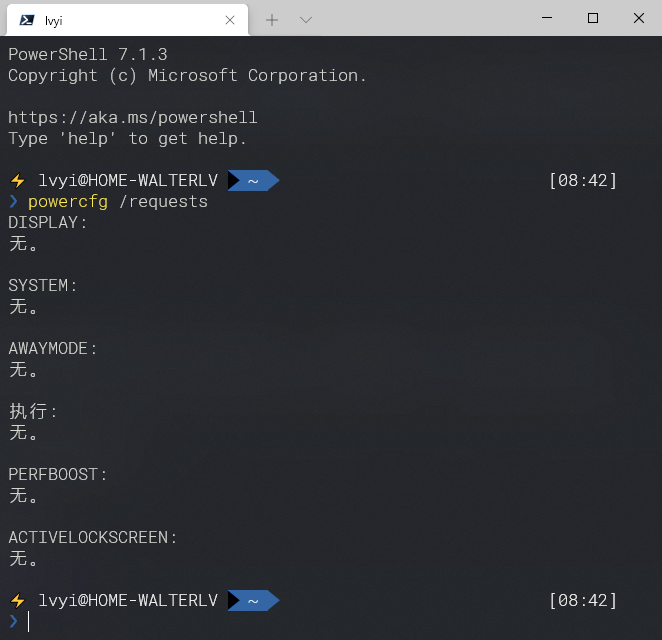 lvyi
PowerShell 7.1.3
Copyright (c) Microsoft Corporation.
https://aka.ms/powershell
Type 'help' to get help.
⚡ lvyi@HOME-WALTERLV ~ [08:42]
❯ powercfg /requests
DISPLAY:
无。
SYSTEM:
无。
AWAYMODE:
无。
执行:
无。
PERFBOOST:
无。
ACTIVELOCKSCREEN:
无。
⚡ lvyi@HOME-WALTERLV ~ [08:42]
❯